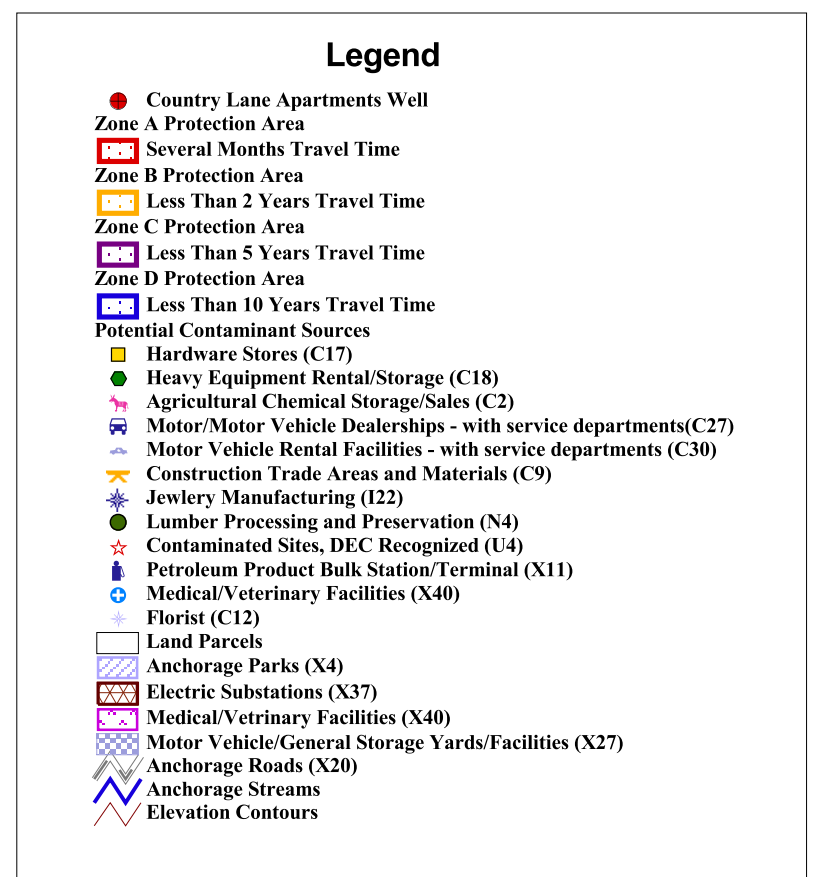 Legend
Country Lane Apartments Well
Zone A Protection Area
Several Months Travel Time
Zone B Protection Area
Less Than 2 Years Travel Time
Zone C Protection Area
Less Than 5 Years Travel Time
Zone D Protection Area
Less Than 10 Years Travel Time
Potential Contaminant Sources
Hardware Stores (C17)
Heavy Equipment Rental/Storage (C18)
Agricultural Chemical Storage/Sales (C2)
Motor/Motor Vehicle Dealerships - with service departments(C27)
Motor Vehicle Rental Facilities - with service departments (C30)
Construction Trade Areas and Materials (C9)
Jewlery Manufacturing (I22)
Lumber Processing and Preservation (N4)
Contaminated Sites, DEC Recognized (U4)
Petroleum Product Bulk Station/Terminal (X11)
Medical/Veterinary Facilities (X40)
Florist (C12)
Land Parcels
Anchorage Parks (X4)
Electric Substations (X37)
Medical/Vetrinary Facilities (X40)
Motor Vehicle/General Storage Yards/Facilities (X27)
Anchorage Roads (X20)
Anchorage Streams
Elevation Contours